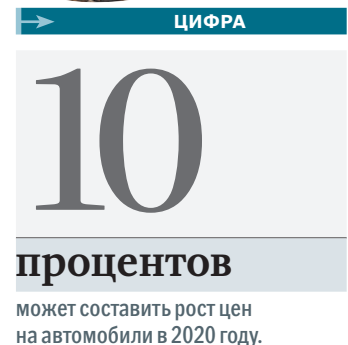 ЦИФРА
10
процентов
может составить рост цен
на автомобили в 2020 году.